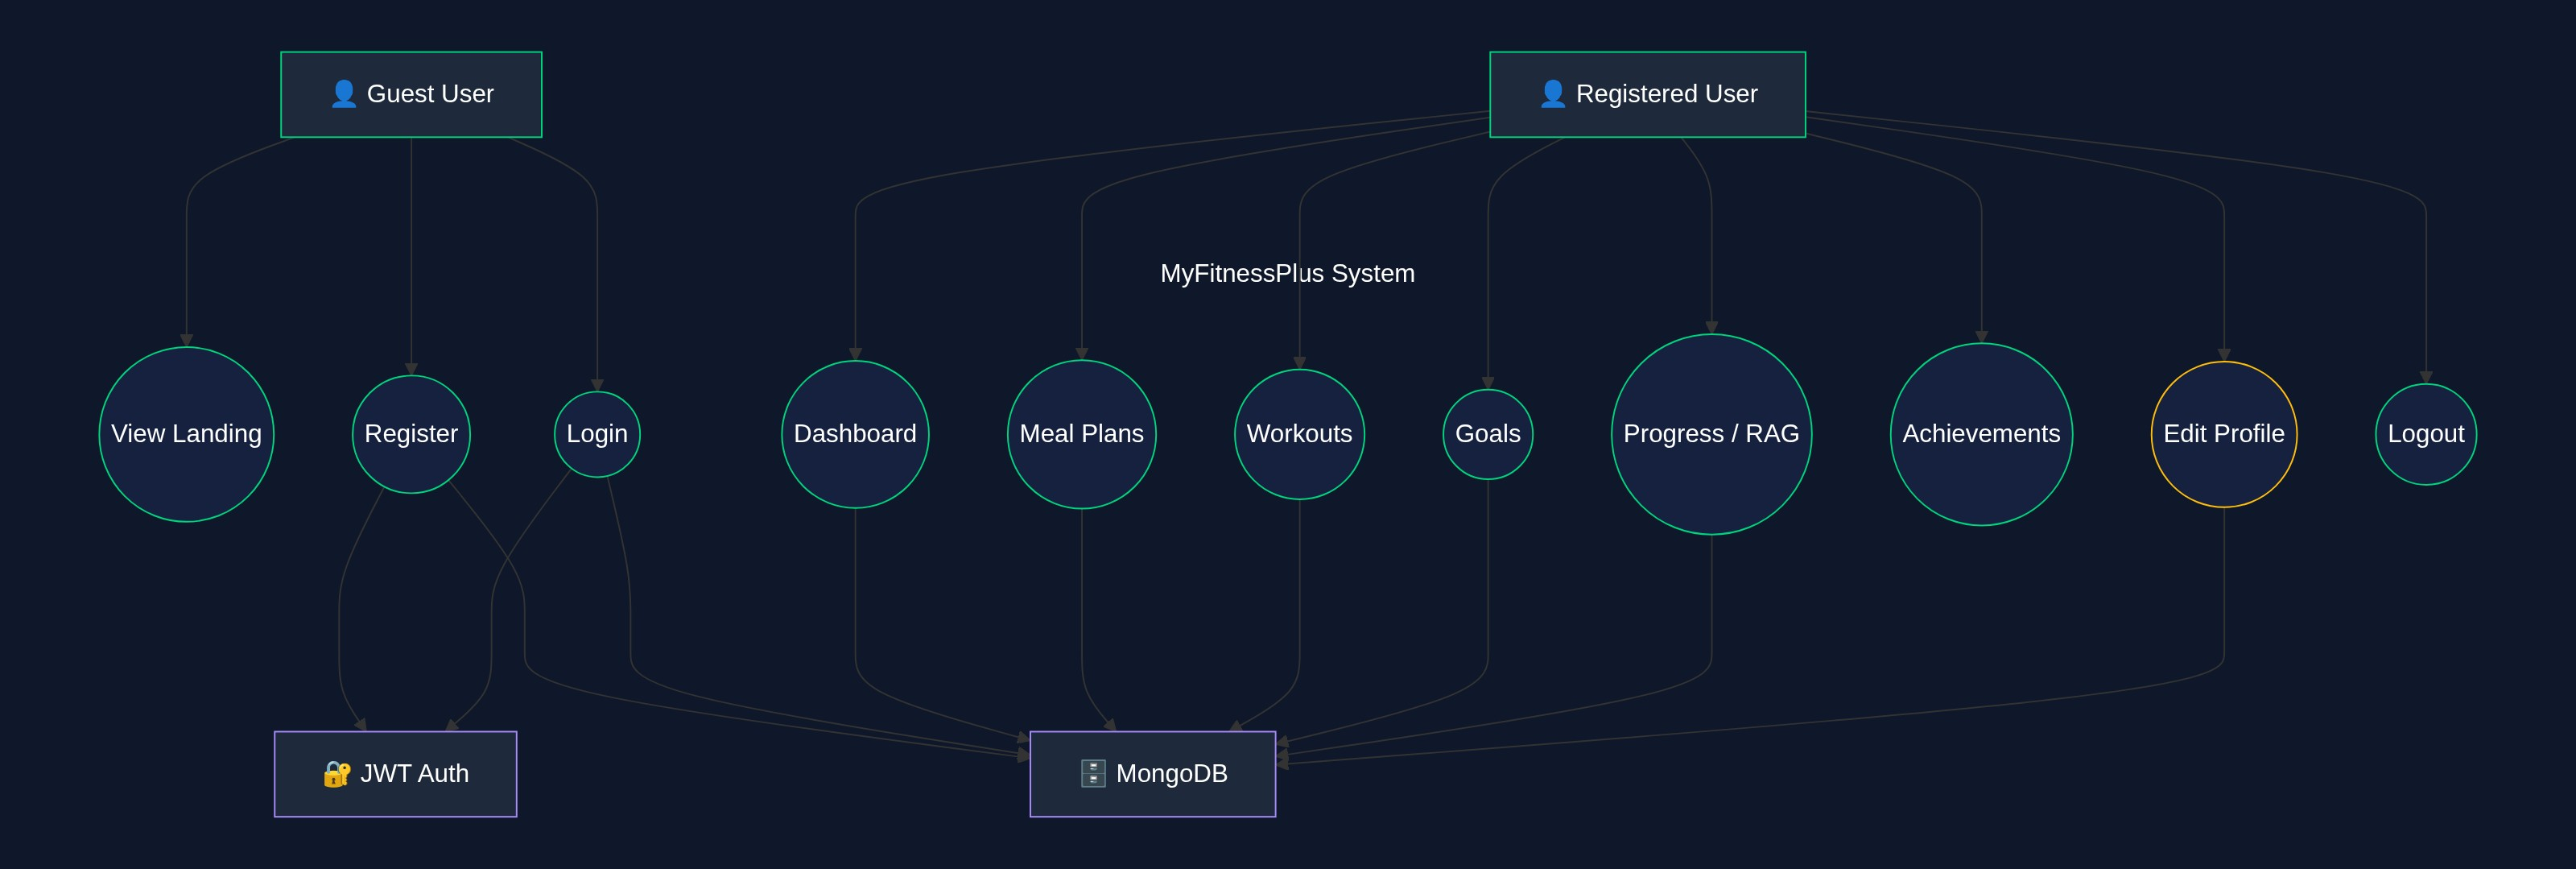 👤 Guest User
👤 Registered User
MyFitnessPlus System
View Landing
Register
Login
Dashboard
Meal Plans
Workouts
Goals
Progress / RAG
Achievements
Edit Profile
Logout
🔐 JWT Auth
🗄️ MongoDB